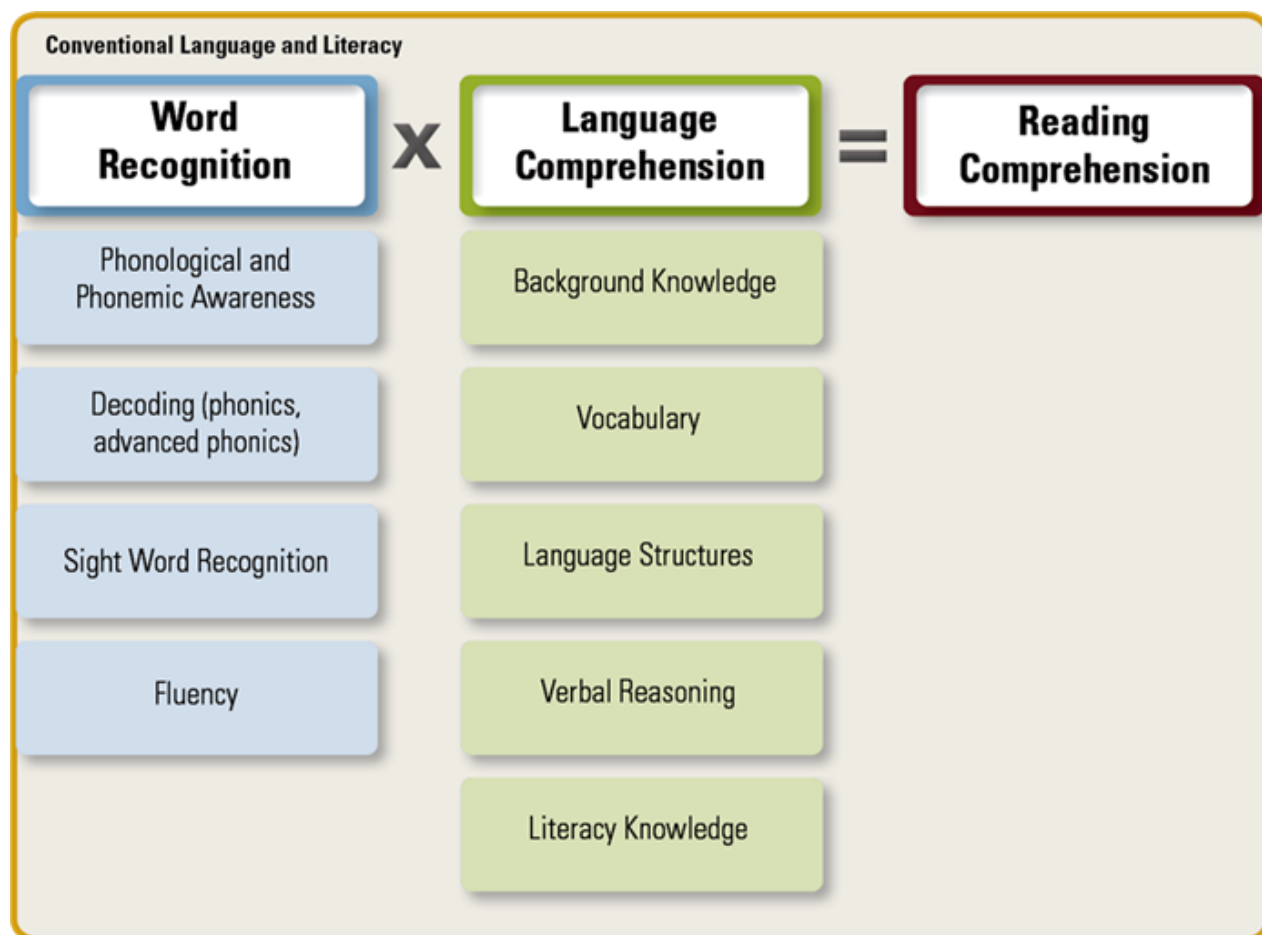 Conventional Language and Literacy
Word
Recognition
x
Language
Comprehension
=
Reading
Comprehension
Phonological and
Phonemic Awareness
Decoding (phonics,
advanced phonics)
Sight Word Recognition
Fluency
Background Knowledge
Vocabulary
Language Structures
Verbal Reasoning
Literacy Knowledge